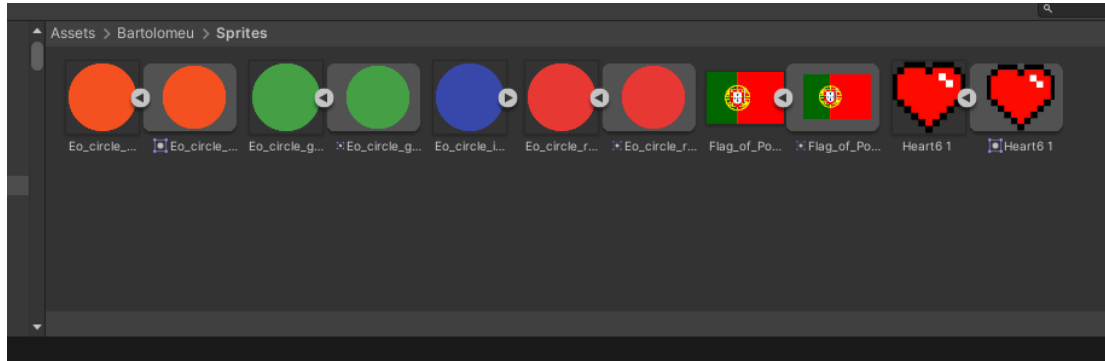 Assets > Bartolomeu > Sprites
Eo_circle_... Eo_circle_... Eo_circle_g... Eo_circle_g... Eo_circle_i... Eo_circle_r... Eo_circle_r... Flag_of_Po... Flag_of_Po... Heart6 1 Heart6 1